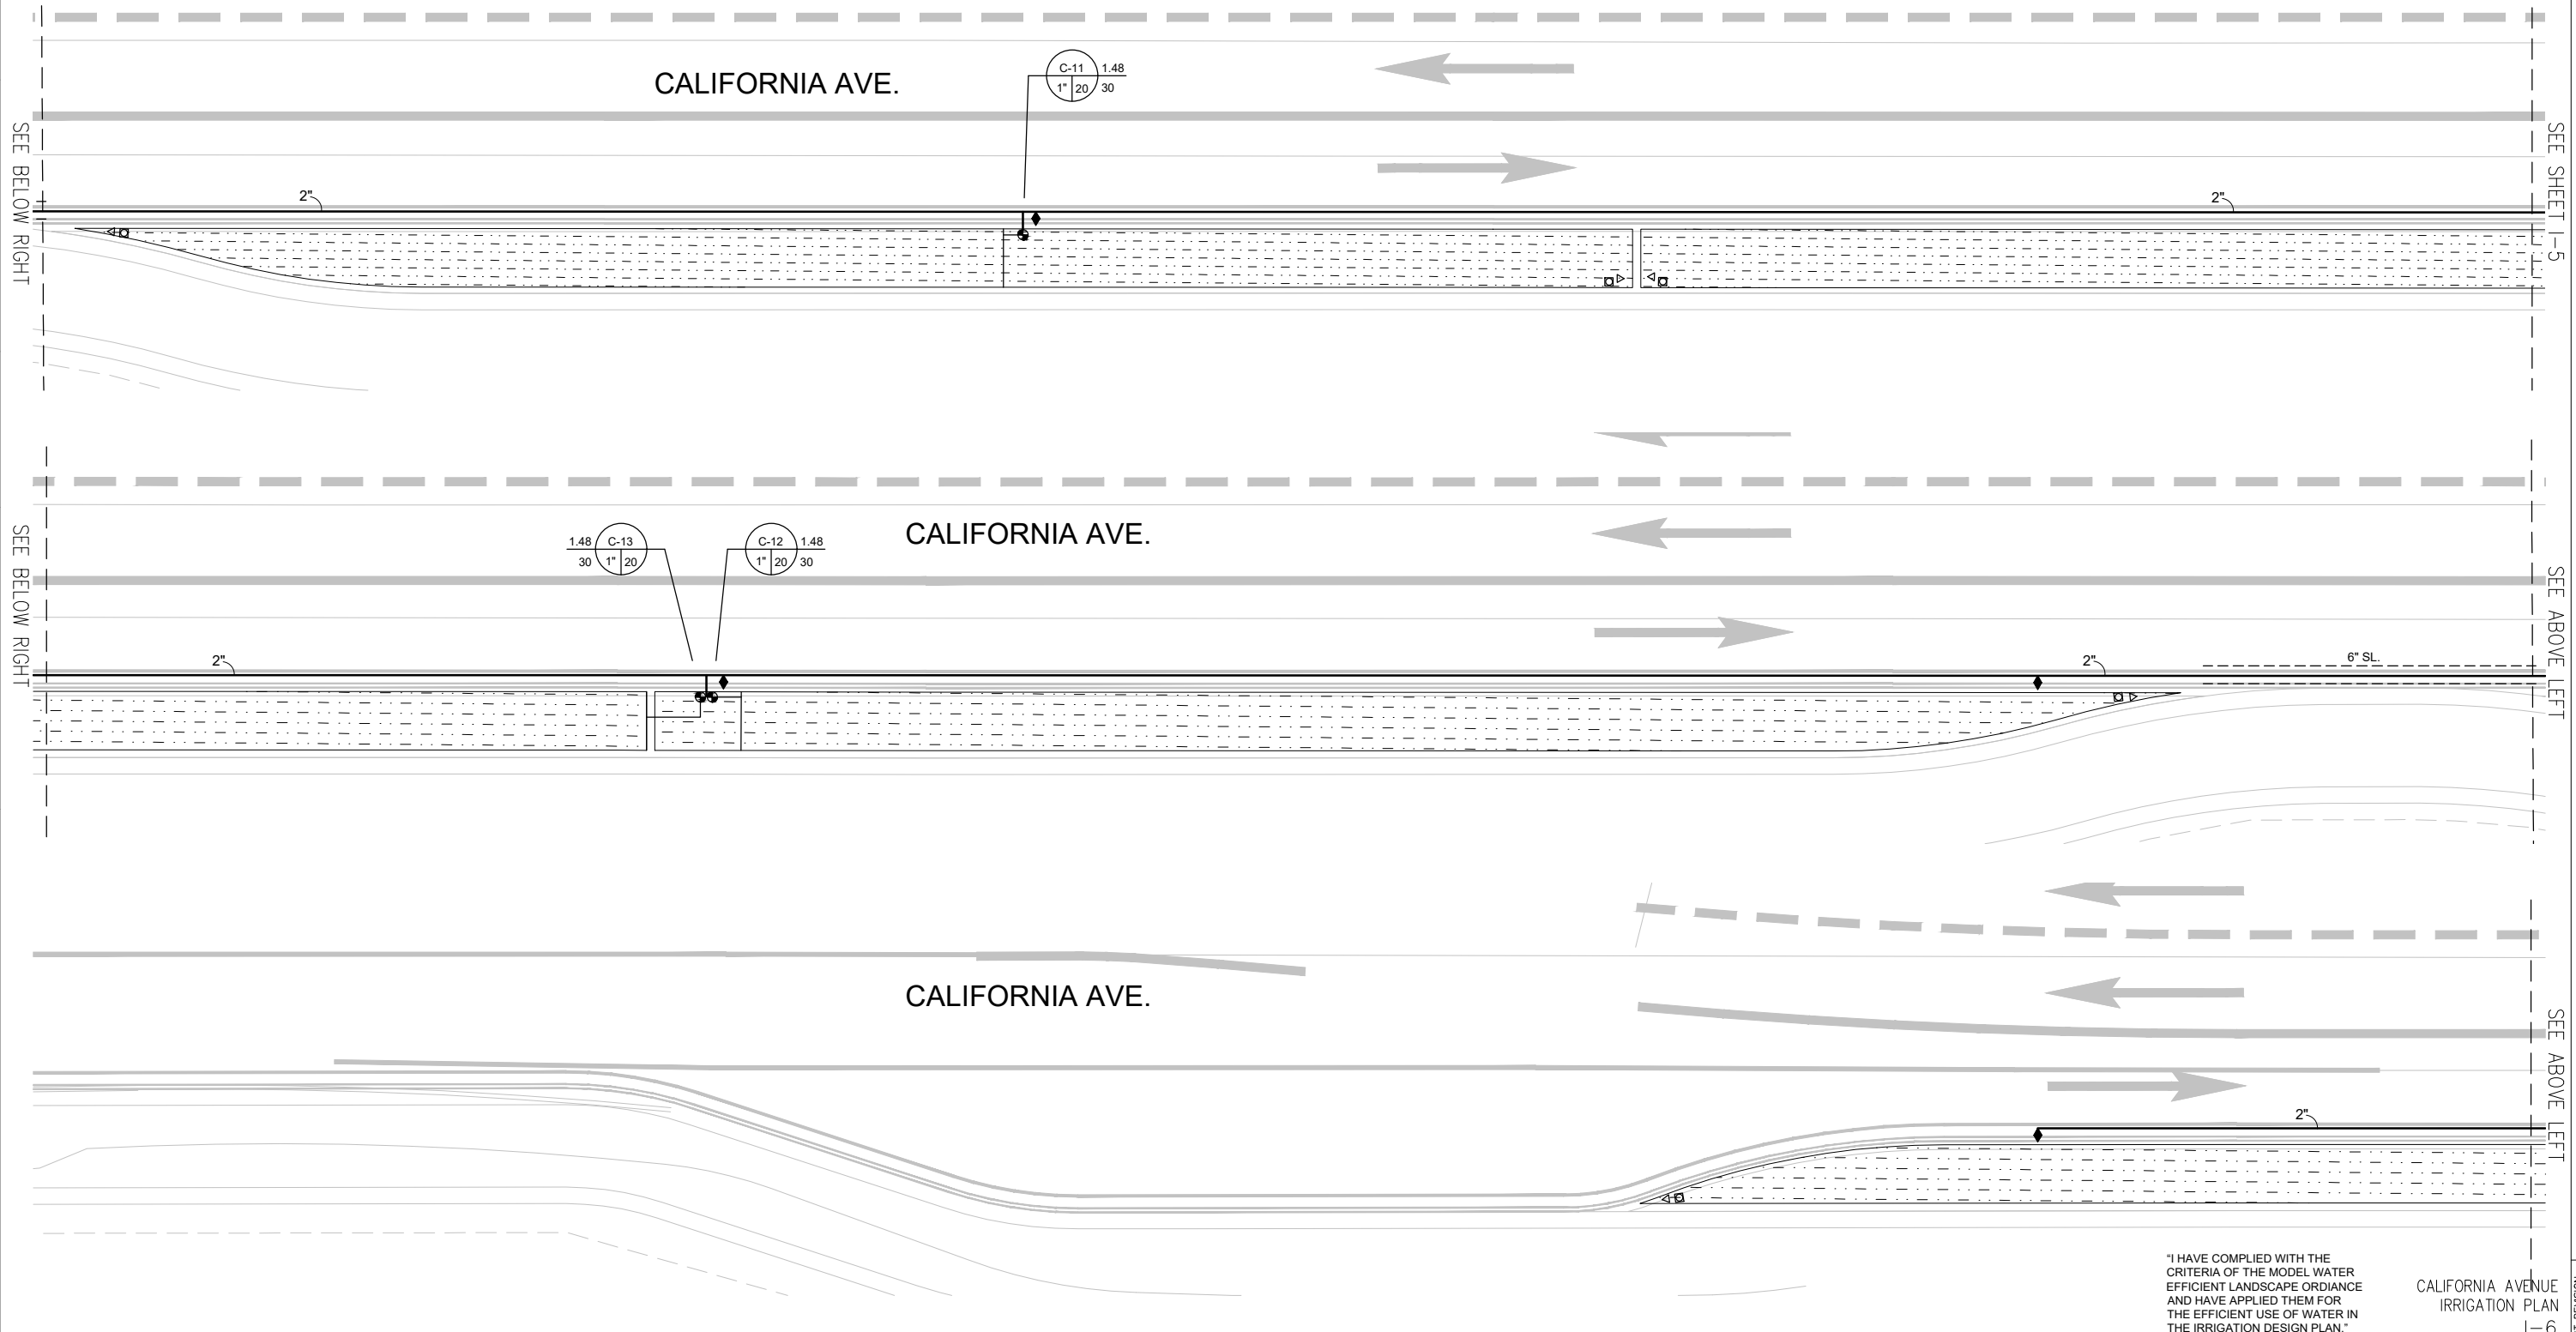 CALIFORNIA AVE.
C-11
1" 20
1.48
30
SEE BELOW RIGHT
SEE SHEET I-5
2"
2"
CALIFORNIA AVE.
1.48
30
C-13
1" 20
C-12
1" 20
1.48
30
SEE BELOW RIGHT
SEE ABOVE LEFT
2"
2"
6" SL.
CALIFORNIA AVE.
SEE ABOVE LEFT
2"
"I HAVE COMPLIED WITH THE
CRITERIA OF THE MODEL WATER
EFFICIENT LANDSCAPE ORDIANCE
AND HAVE APPLIED THEM FOR
THE EFFICIENT USE OF WATER IN
THE IRRIGATION DESIGN PLAN."
CALIFORNIA AVENUE
IRRIGATION PLAN
I-6